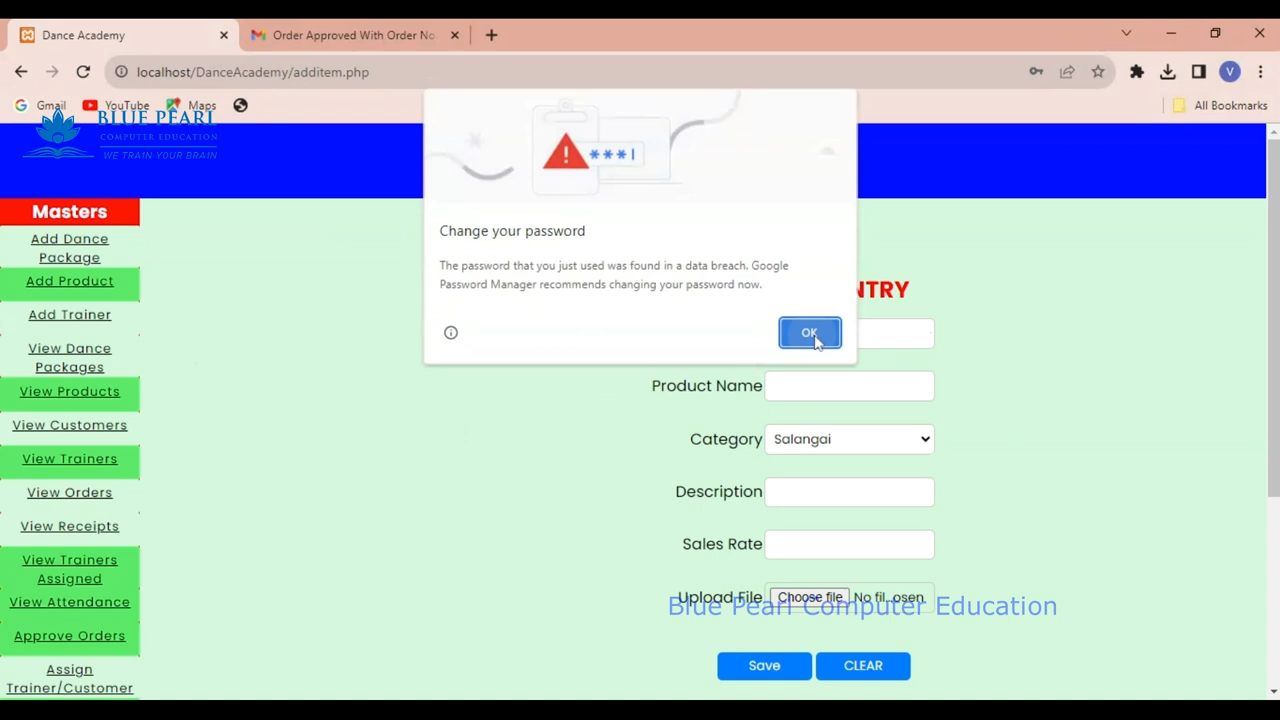 Dance Academy
Order Approved With Order No.
localhost/DanceAcademy/additem.php
V
Gmail
YouTube
Maps
All Bookmarks
BLUE PEARL
COMPUTER EDUCATION
WE TRAIN YOUR BRAIN
Masters
Add Dance
Package
Add Product
Add Trainer
View Dance
Packages
View Products
View Customers
View Trainers
View Orders
View Receipts
View Trainers
Assigned
View Attendance
Approve Orders
Assign
Trainer/Customer
***
Change your password
The password that you just used was found in a data breach. Google
Password Manager recommends changing your password now.
OK
NTRY
Product Name
Category
Salangai
Description
Sales Rate
Upload File
Choose file
No fil...osen
Blue Pearl Computer Education
Save
CLEAR